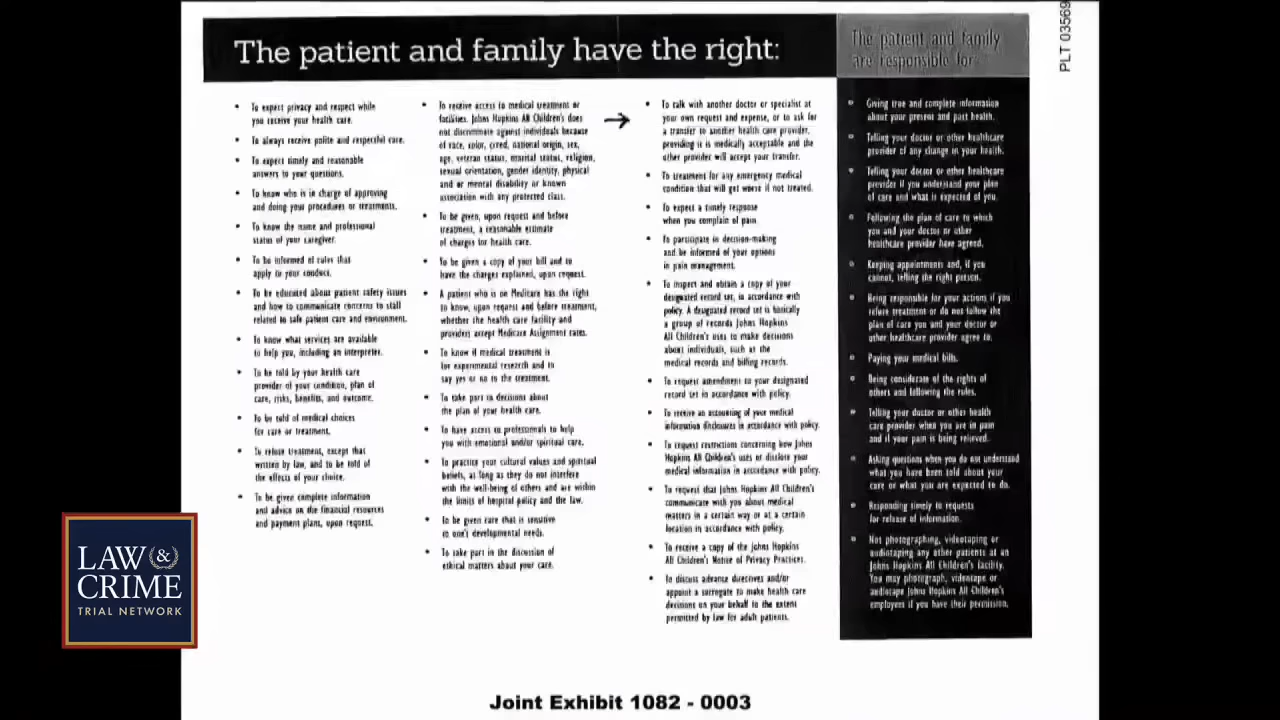 The patient and family have the right:
• To expect privacy and respect while
you receive your health care.
• To always receive polite and respectful care.
• To expect timely and reasonable
answers to your questions.
• To know who is in charge of approving
and doing your procedures or treatments.
• To know the name and professional
status of your caregiver.
• To be informed of rules that
apply to your conduct.
• To be educated about patient safety issues
and how to communicate concerns to staff
related to safe patient care and environment.
• To know what services are available
to help you, including an interpreter.
• To be told by your health care
provider of your condition, plan of
care, risks, benefits, and outcome.
• To be told of medical choices
for care or treatment.
• To refuse treatment, except that
written by law, and to be told of
the effects of your choice.
• To be given complete information
and advice on the financial resources
and payment plans, upon request.
• To receive access to medical treatment or
facilities. Johns Hopkins All Children's does
not discriminate against individuals because
of race, color, creed, national origin, sex,
age, veteran status, marital status, religion,
sexual orientation, gender identity, physical
and or mental disability or known
association with any protected class.
• To be given, upon request and before
treatment, a reasonable estimate
of charges for health care.
• To be given a copy of your bill and to
have the charges explained, upon request.
• A patient who is on Medicare has the right
to know, upon request and before treatment,
whether the health care facility and
providers accept Medicare Assignment rates.
• To know if medical treatment is
for experimental research and to
say yes or no to the treatment.
• To take part in decisions about
the plan of your health care.
• To have access to professionals to help
you with emotional and/or spiritual care.
• To practice your cultural values and spiritual
beliefs, as long as they do not interfere
with the well-being of others and are within
the limits of hospital policy and the law.
• To be given care that is sensitive
to one's developmental needs.
• To take part in the discussion of
ethical matters about your care.
→
• To talk with another doctor or specialist at
your own request and expense, or to ask for
a transfer to another health care provider,
providing it is medically acceptable and the
other provider will accept your transfer.
• To treatment for any emergency medical
condition that will get worse if not treated.
• To expect a timely response
when you complain of pain.
• To participate in decision-making
and be informed of your options
in pain management.
• To inspect and obtain a copy of your
designated record set, in accordance with
policy. A designated record set is basically
a group of records Johns Hopkins
All Children's uses to make decisions
about individuals, such as the
medical records and billing records.
• To request amendment to your designated
record set in accordance with policy.
• To receive an accounting of your medical
information disclosures in accordance with policy.
• To request restrictions concerning how Johns
Hopkins All Children's uses or disclose your
medical information in accordance with policy.
• To request that Johns Hopkins All Children's
communicate with you about medical
matters in a certain way or at a certain
location in accordance with policy.
• To receive a copy of the Johns Hopkins
All Children's Notice of Privacy Practices.
• To discuss advance directives and/or
appoint a surrogate to make health care
decisions on your behalf to the extent
permitted by law for adult patients.
The patient and family
are responsible for:
• Giving true and complete information
about your present and past health.
• Telling your doctor or other healthcare
provider of any change in your health.
• Telling your doctor or other healthcare
provider if you understand your plan
of care and what is expected of you.
• Following the plan of care to which
you and your doctor or other
healthcare provider have agreed.
• Keeping appointments and, if you
cannot, telling the right person.
• Being responsible for your actions if you
refuse treatment or do not follow the
plan of care you and your doctor or
other healthcare provider agree to.
• Paying your medical bills.
• Being considerate of the rights of
others and following the rules.
• Telling your doctor or other health
care provider when you are in pain
and if your pain is being relieved.
• Asking questions when you do not understand
what you have been told about your
care or what you are expected to do.
• Responding timely to requests
for release of information.
• Not photographing, videotaping or
audiotaping any other patients at an
Johns Hopkins All Children's facility.
You may photograph, videotape or
audiotape Johns Hopkins All Children's
employees if you have their permission.
PLT 03569
LAW &
CRIME
TRIAL NETWORK
Joint Exhibit 1082 - 0003